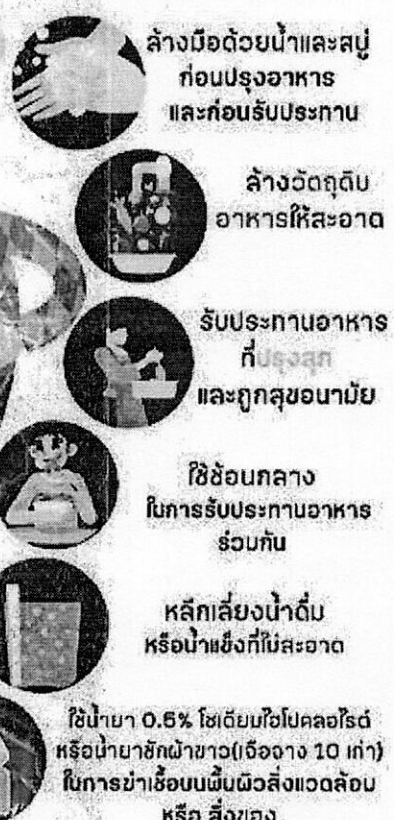 ล้างมือด้วยน้ำและสบู่
ก่อนปรุงอาหาร
และก่อนรับประทาน
ล้างวัตถุดิบ
อาหารให้สะอาด
รับประทานอาหาร
ที่ปรุงสุก
และถูกสุขอนามัย
ใช้ช้อนกลาง
ในการรับประทานอาหาร
ร่วมกัน
หลีกเลี่ยงน้ำดื่ม
หรือน้ำแข็งที่ไม่สะอาด
ใช้น้ำยา 0.5% โซเดียมไฮโปคลอไรต์
หรือน้ำยาซักผ้าขาว(เจือจาง 10 เท่า)
ในการฆ่าเชื้อบนพื้นผิวสิ่งแวดล้อม
หรือ สิ่งของ